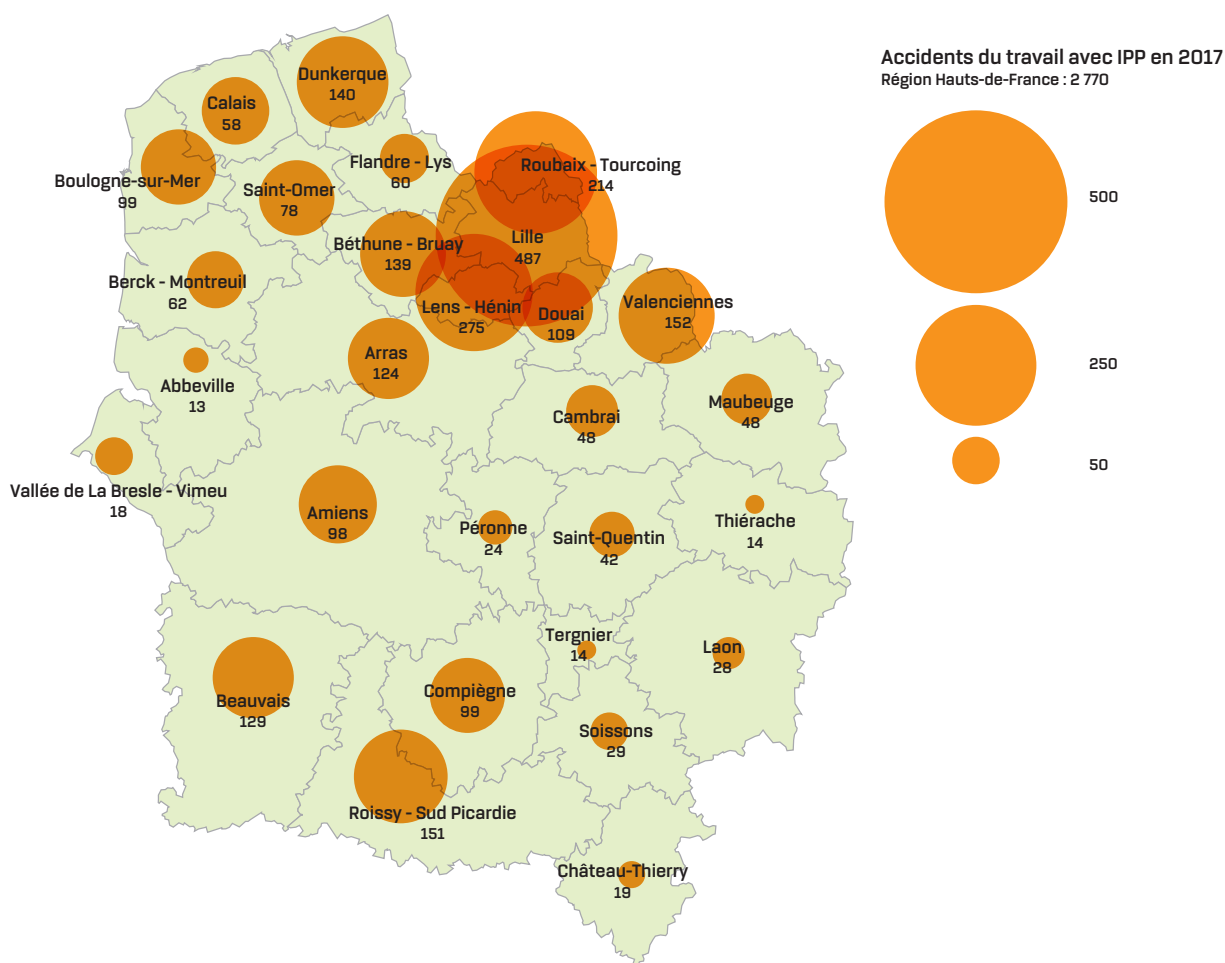 Accidents du travail avec IPP en 2017
Région Hauts-de-France : 2 770
500
250
50
Dunkerque
140
Calais
58
Flandre - Lys
60
Roubaix - Tourcoing
214
Boulogne-sur-Mer
99
Saint-Omer
78
Lille
487
Béthune - Bruay
139
Berck - Montreuil
62
Lens - Hénin
275
Douai
109
Valenciennes
152
Arras
124
Abbeville
13
Cambrai
48
Maubeuge
48
Vallée de La Bresle - Vimeu
18
Amiens
98
Péronne
24
Saint-Quentin
42
Thiérache
14
Tergnier
14
Laon
28
Beauvais
129
Compiègne
99
Soissons
29
Roissy - Sud Picardie
151
Château-Thierry
19